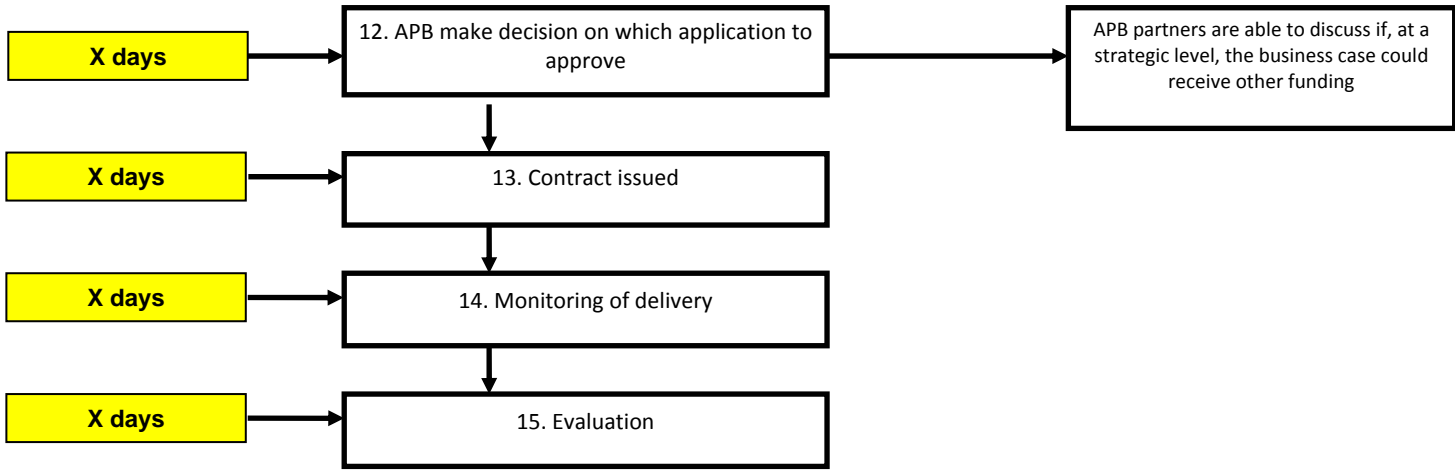 X days
12. APB make decision on which application to
approve
APB partners are able to discuss if, at a
strategic level, the business case could
receive other funding
X days
13. Contract issued
X days
14. Monitoring of delivery
X days
15. Evaluation